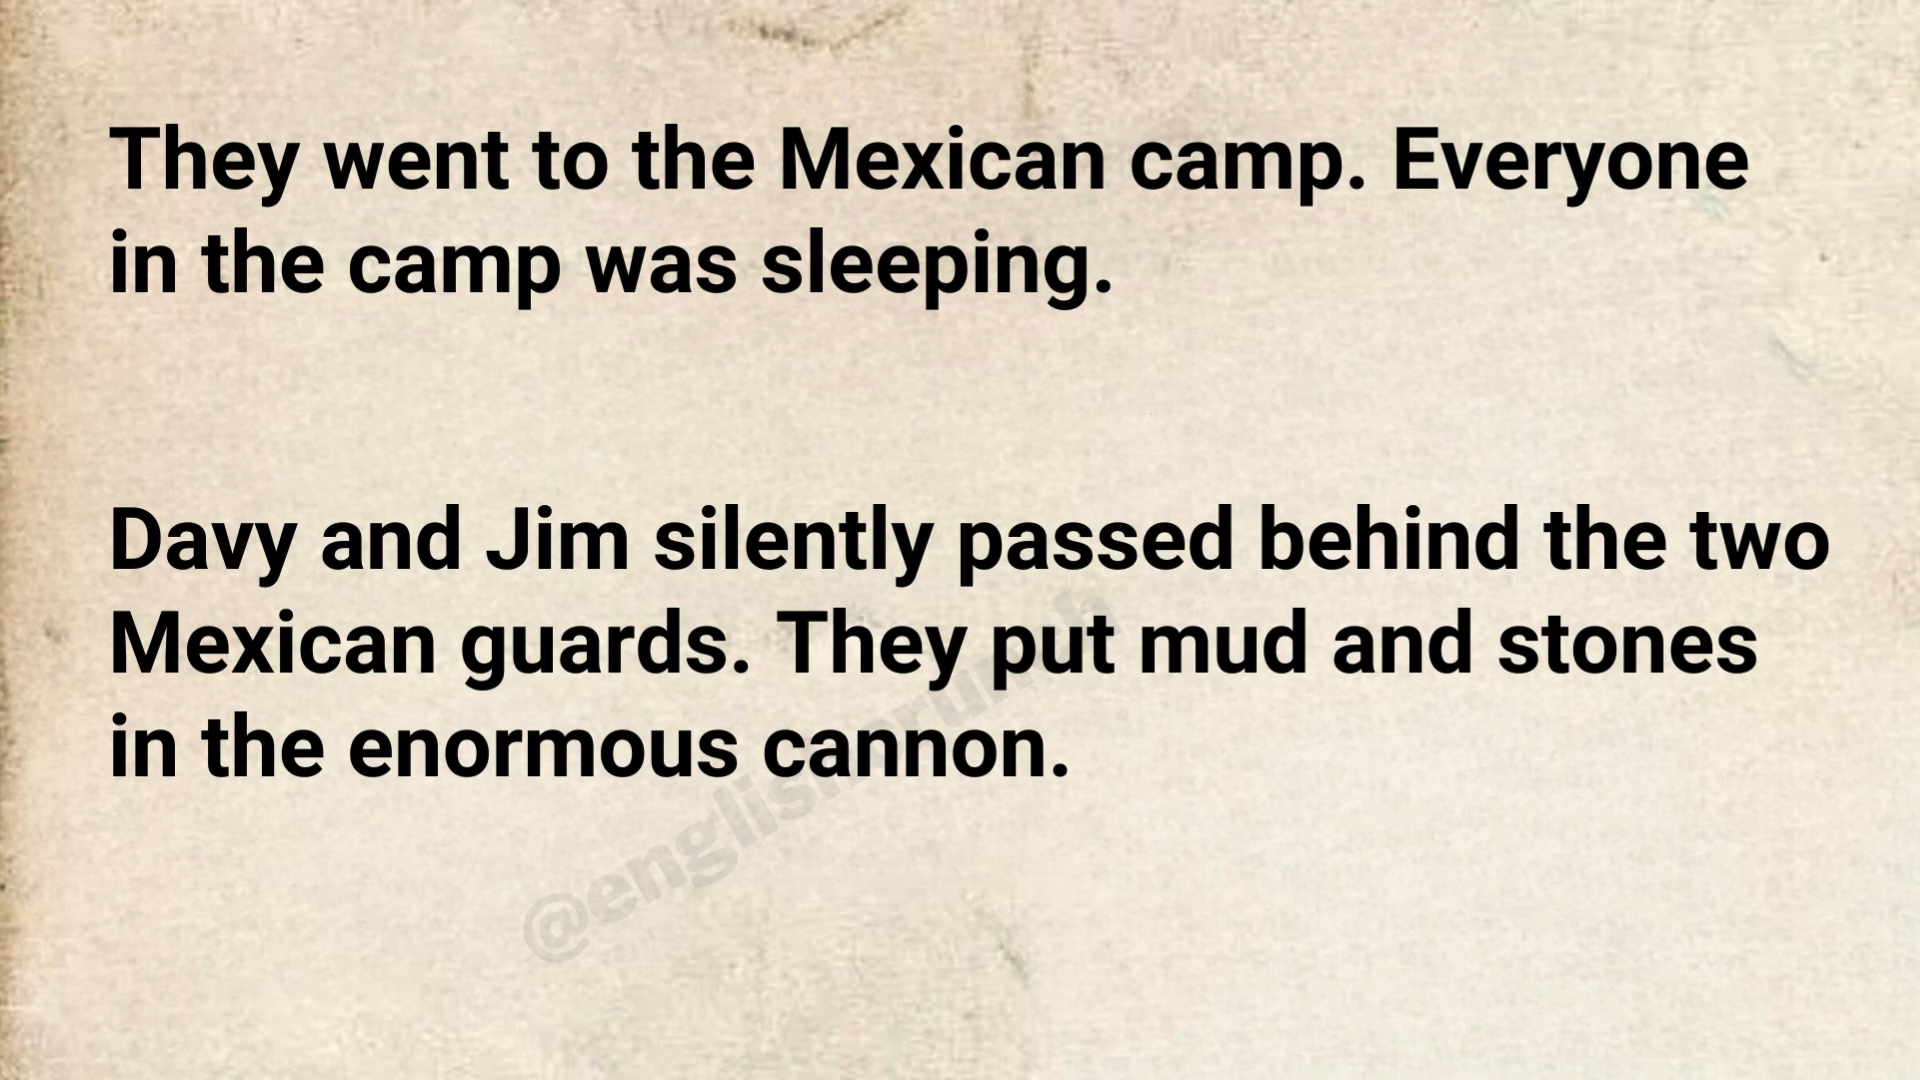 They went to the Mexican camp. Everyone
in the camp was sleeping.
Davy and Jim silently passed behind the two
Mexican guards. They put mud and stones
in the enormous cannon.